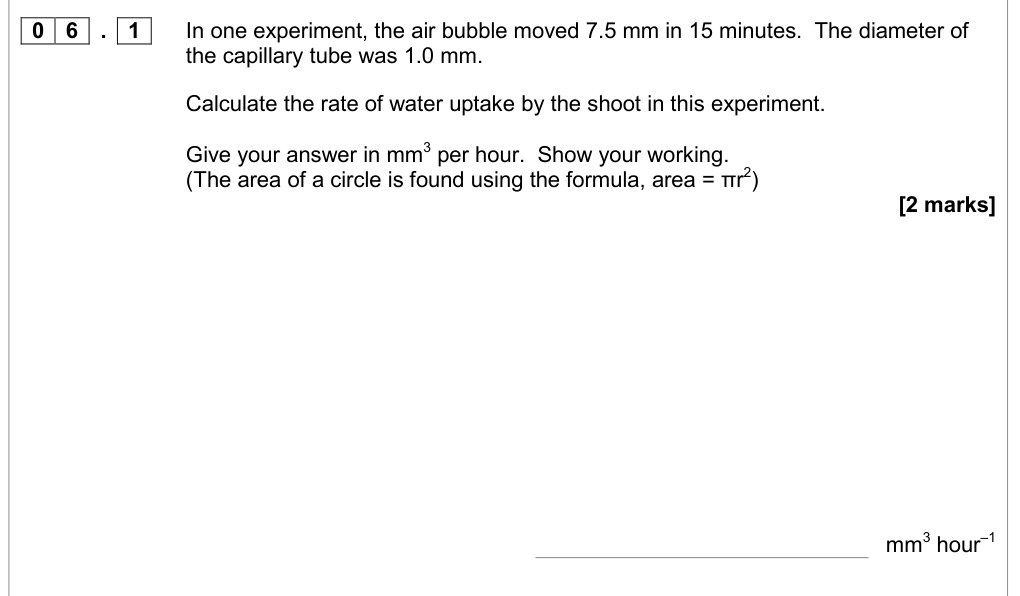 0 6 . 1 In one experiment, the air bubble moved 7.5 mm in 15 minutes. The diameter of
the capillary tube was 1.0 mm.
Calculate the rate of water uptake by the shoot in this experiment.
Give your answer in mm³ per hour. Show your working.
(The area of a circle is found using the formula, area = πr²)
[2 marks]
mm³ hour⁻¹